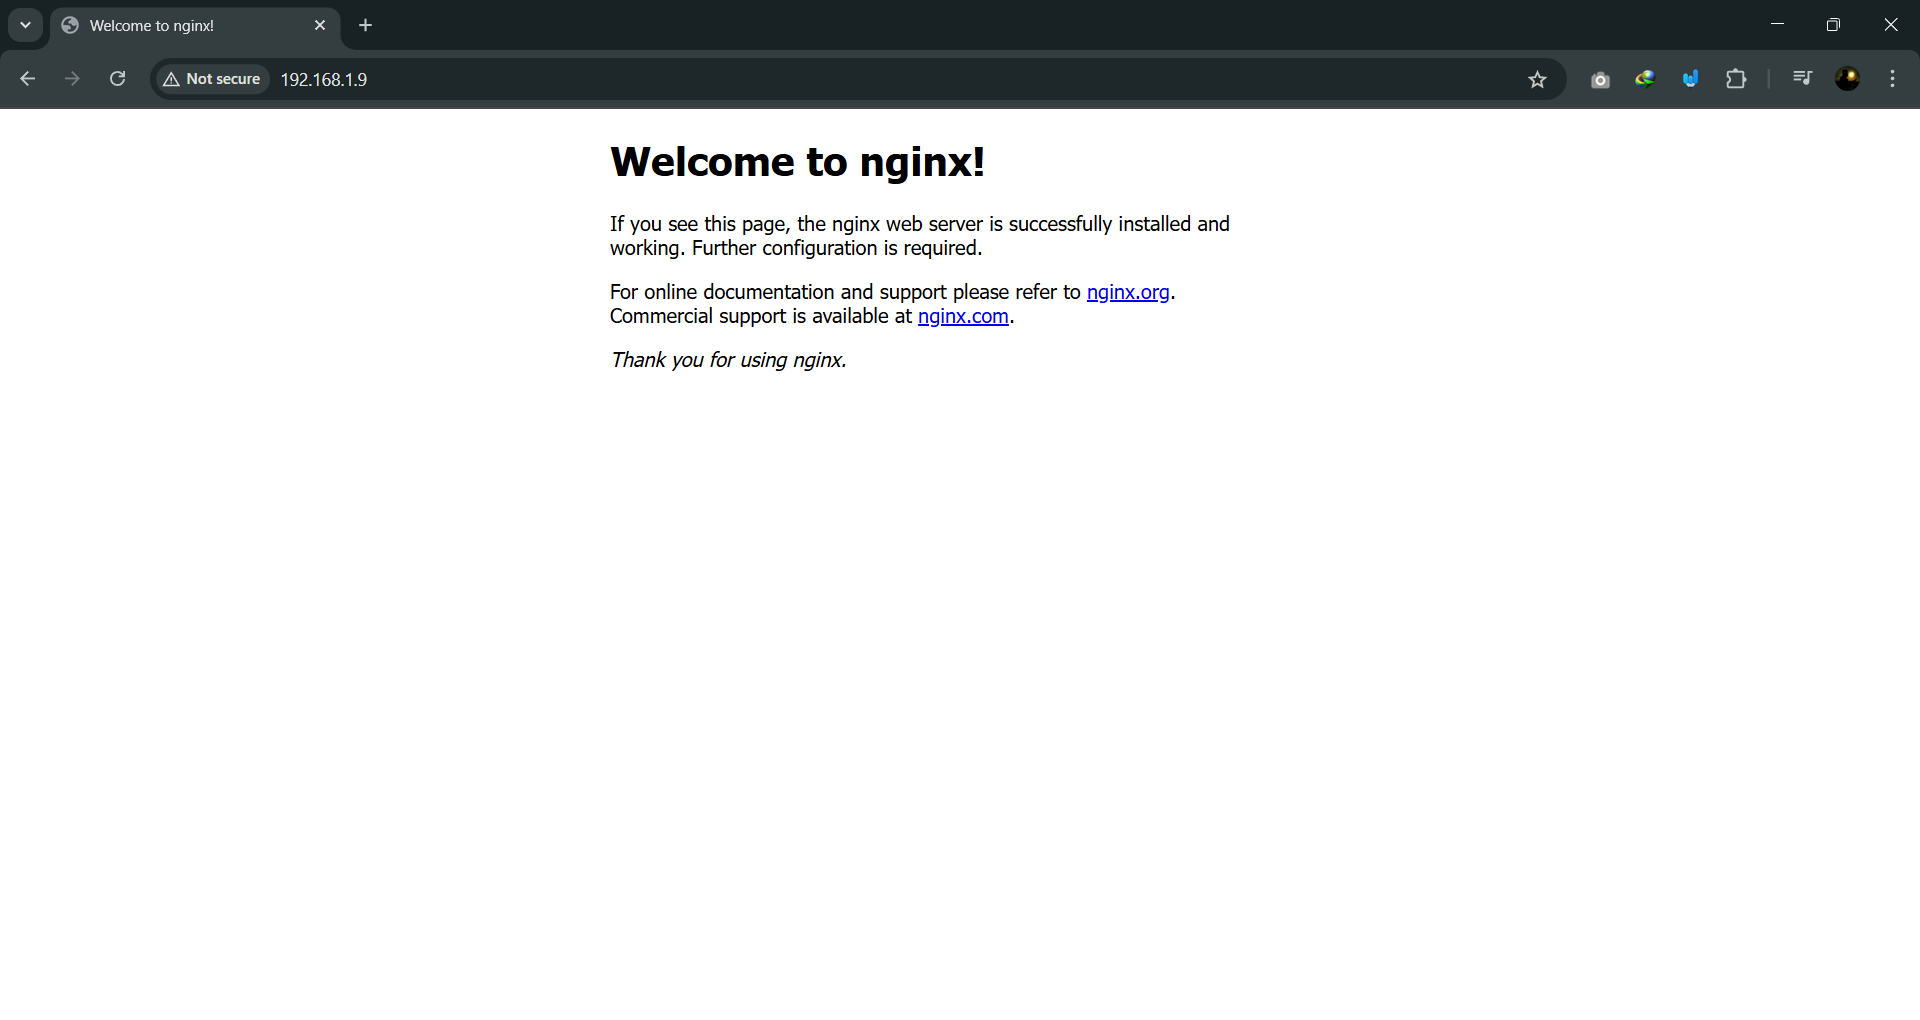 Welcome to nginx!
Not secure
192.168.1.9
Welcome to nginx!
If you see this page, the nginx web server is successfully installed and
working. Further configuration is required.
For online documentation and support please refer to nginx.org.
Commercial support is available at nginx.com.
Thank you for using nginx.